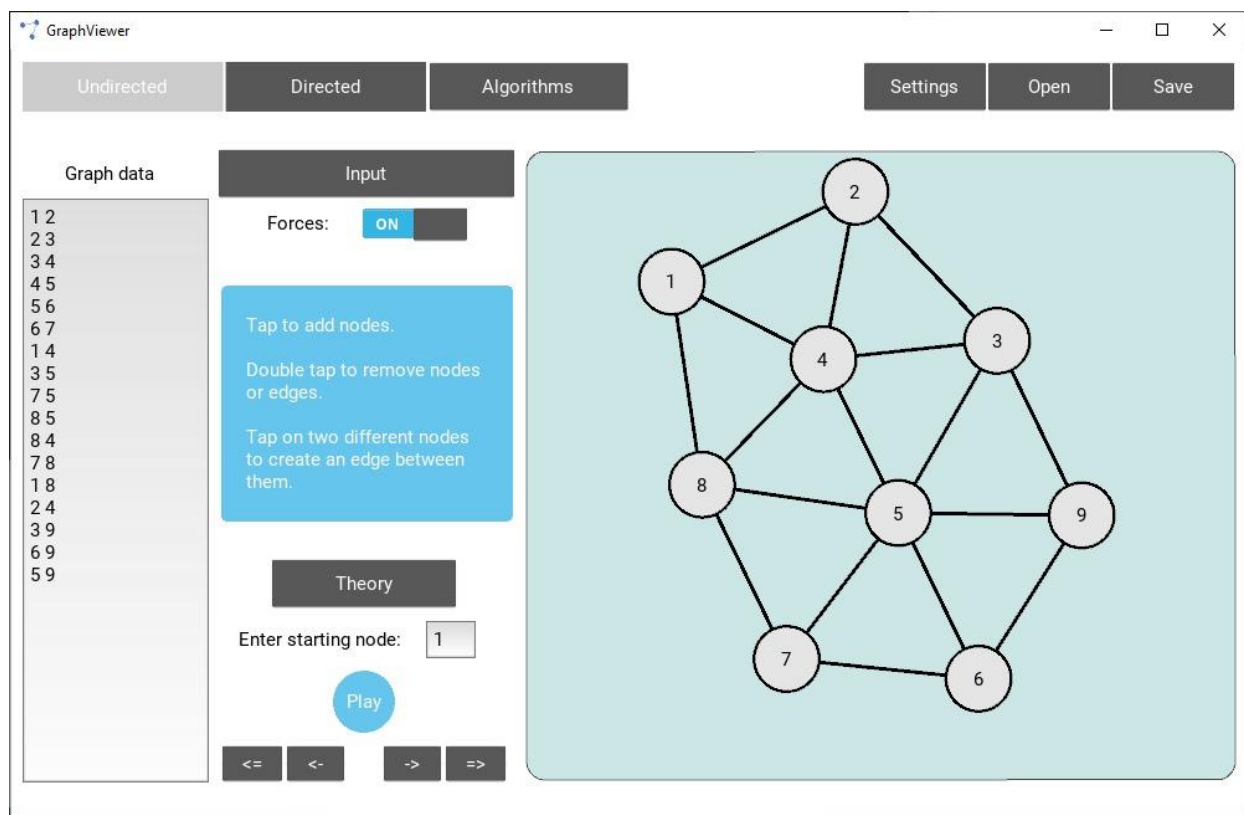 GraphViewer
Undirected
Directed
Algorithms
Settings
Open
Save
Graph data
1 2
2 3
3 4
4 5
5 6
6 7
1 4
3 5
7 5
8 5
8 4
7 8
1 8
2 4
3 9
6 9
5 9
Input
Forces:
ON
Tap to add nodes.
Double tap to remove nodes
or edges.
Tap on two different nodes
to create an edge between
them.
Theory
Enter starting node:
1
Play
<=
<-
->
=>
2
1
3
4
8
5
9
7
6